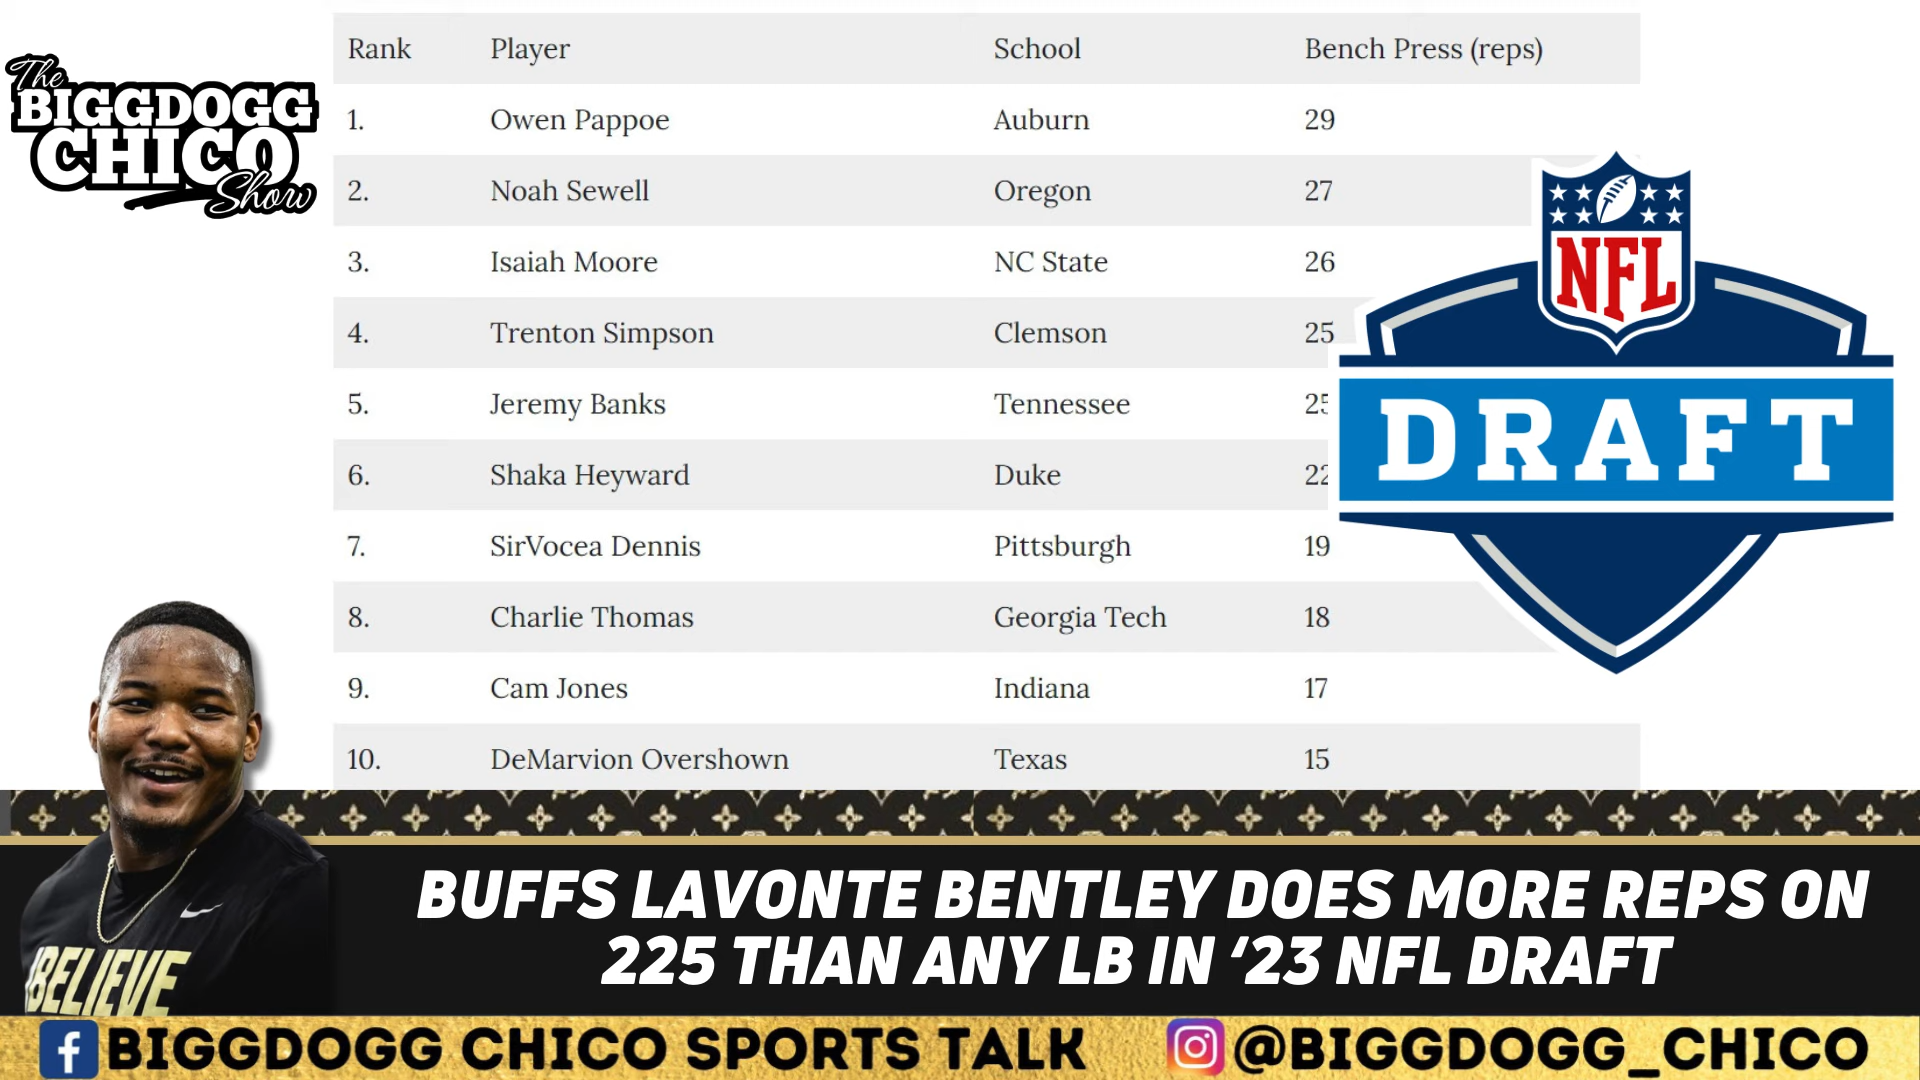 The
BIGGDOGG
CHICO
Show
Rank Player School Bench Press (reps)
1. Owen Pappoe Auburn 29
2. Noah Sewell Oregon 27
3. Isaiah Moore NC State 26
4. Trenton Simpson Clemson 25
5. Jeremy Banks Tennessee 25
6. Shaka Heyward Duke 22
7. SirVocea Dennis Pittsburgh 19
8. Charlie Thomas Georgia Tech 18
9. Cam Jones Indiana 17
10. DeMarvion Overshown Texas 15
NFL
DRAFT
BELIEVE
BUFFS LAVONTE BENTLEY DOES MORE REPS ON
225 THAN ANY LB IN ‘23 NFL DRAFT
f BIGGDOGG CHICO SPORTS TALK @BIGGDOGG_CHICO